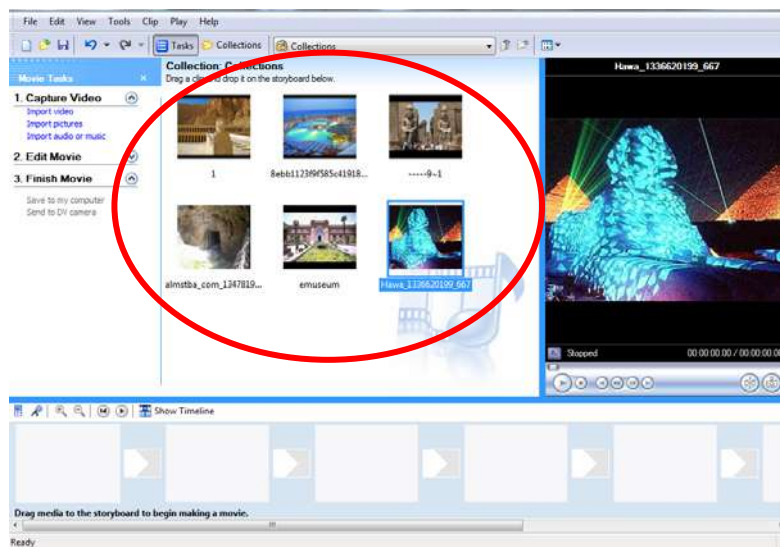 File Edit View Tools Clip Play Help
Tasks Collections Collections
Movie Tasks
Collection: Collections
Drag a clip and drop it on the storyboard below.
1. Capture Video
Import video
Import pictures
Import audio or music
2. Edit Movie
3. Finish Movie
Save to my computer
Send to DV camera
1
8ebb1123f9f585c41918...
-----9~1
almstba_com_1347819...
emuseum
Hawa_1336620199_667
Hawa_1336620199_667
Stopped
00:00:00.00 / 00:00:00.00
Show Timeline
Drag media to the storyboard to begin making a movie.
Ready